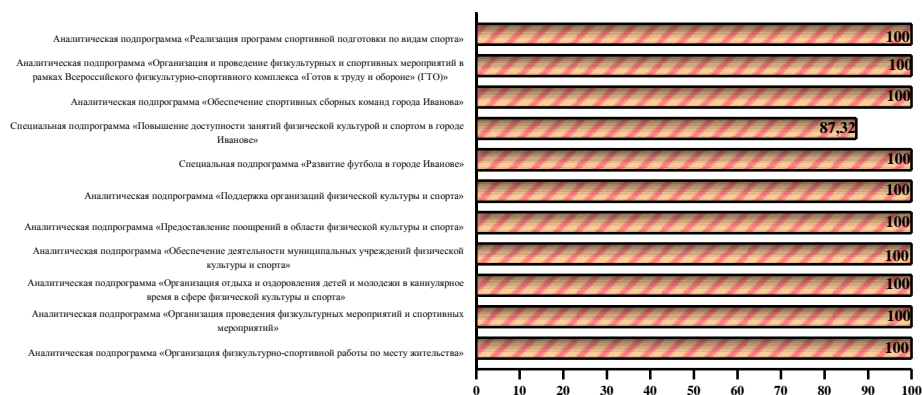 Аналитическая подпрограмма «Реализация программ спортивной подготовки по видам спорта»
100
Аналитическая подпрограмма «Организация и проведение физкультурных и спортивных мероприятий в
рамках Всероссийского физкультурно-спортивного комплекса «Готов к труду и обороне» (ГТО)»
100
Аналитическая подпрограмма «Обеспечение спортивных сборных команд города Иванова»
100
Специальная подпрограмма «Повышение доступности занятий физической культурой и спортом в городе
Иванове»
87,32
Специальная подпрограмма «Развитие футбола в городе Иванове»
100
Аналитическая подпрограмма «Поддержка организаций физической культуры и спорта»
100
Аналитическая подпрограмма «Предоставление поощрений в области физической культуры и спорта»
100
Аналитическая подпрограмма «Обеспечение деятельности муниципальных учреждений физической
культуры и спорта»
100
Аналитическая подпрограмма «Организация отдыха и оздоровления детей и молодежи в каникулярное
время в сфере физической культуры и спорта»
100
Аналитическая подпрограмма «Организация проведения физкультурных мероприятий и спортивных
мероприятий»
100
Аналитическая подпрограмма «Организация физкультурно-спортивной работы по месту жительства»
100
0 10 20 30 40 50 60 70 80 90 100